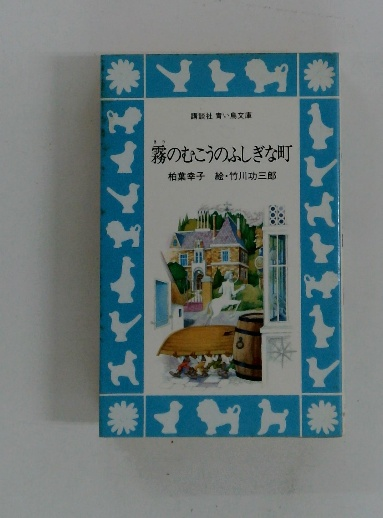 講談社 青い鳥文庫
霧のむこうのふしぎな町
柏葉幸子 絵・竹川功三郎